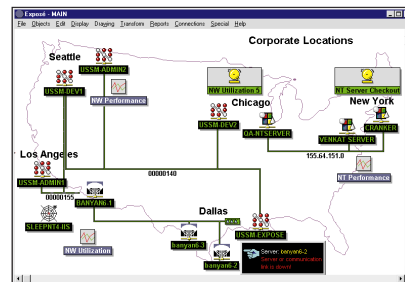 Exposé - MAIN
File Objects Edit Display Drawing Transform Reports Connections Special Help
Corporate Locations
Seattle
USSM-ADMIN2
USSM-DEV1
NW Performance
NW Utilization 5
NT Server Checkout
Chicago
New York
USSM-DEV2
QA-NTSERVER
CRANKER
VENKAT SERVER
155.64.151.0
Los Angeles
USSM-ADMIN1
00000140
NT Performance
00000155
BANYAN6 1
SLEEPNT4-IIS
Dallas
NW Utilization
banyan6-3
banyan6-2
USSM-EXPOSE
Server: banyan6-2
Server or communication
link is down!